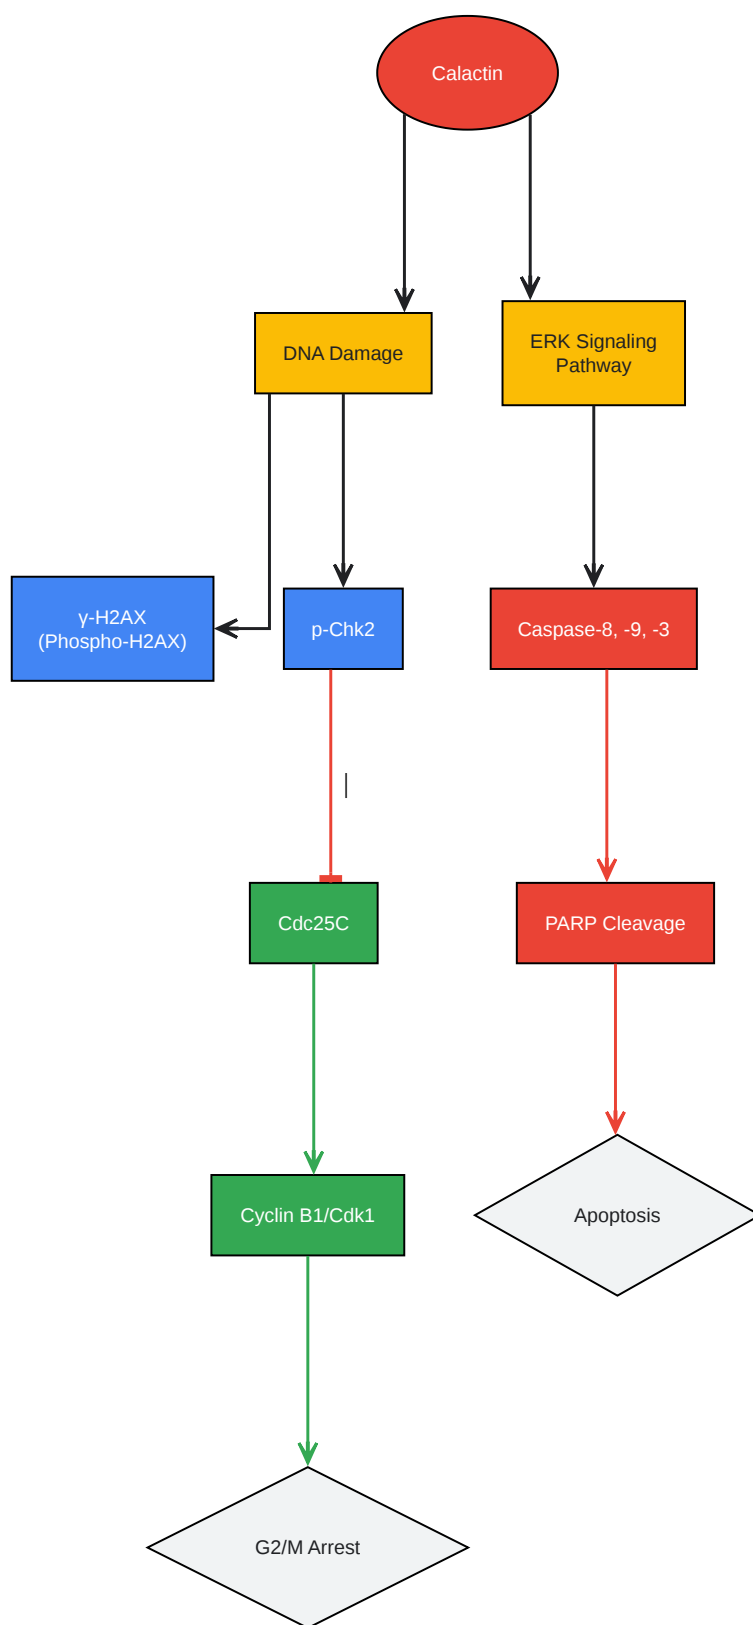 Calactin
DNA Damage
ERK Signaling
Pathway
γ-H2AX
(Phospho-H2AX)
p-Chk2
Caspase-8, -9, -3
|
Cdc25C
PARP Cleavage
Cyclin B1/Cdk1
Apoptosis
G2/M Arrest